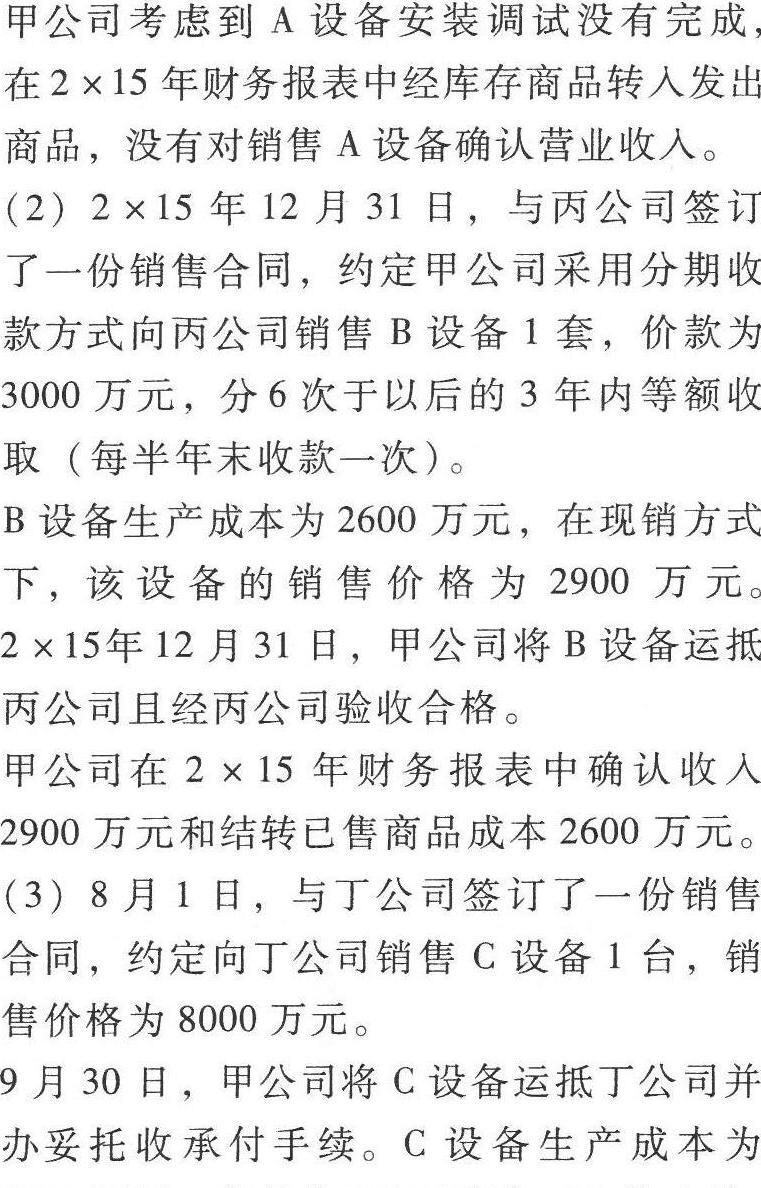 甲公司考虑到 A 设备安装调试没有完成,
在 2×15 年财务报表中经库存商品转入发出
商品，没有对销售 A 设备确认营业收入。
(2) 2×15 年 12 月 31 日，与丙公司签订
了一份销售合同，约定甲公司采用分期收
款方式向丙公司销售 B 设备 1 套，价款为
3000 万元，分 6 次于以后的 3 年内等额收
取（每半年末收款一次）。
B 设备生产成本为 2600 万元，在现销方式
下，该设备的销售价格为 2900 万元。
2×15年 12 月 31 日，甲公司将 B 设备运抵
丙公司且经丙公司验收合格。
甲公司在 2×15 年财务报表中确认收入
2900 万元和结转已售商品成本 2600 万元。
(3) 8 月 1 日，与丁公司签订了一份销售
合同，约定向丁公司销售 C 设备 1 台，销
售价格为 8000 万元。
9 月 30 日，甲公司将 C 设备运抵丁公司并
办妥托收承付手续。C 设备生产成本为